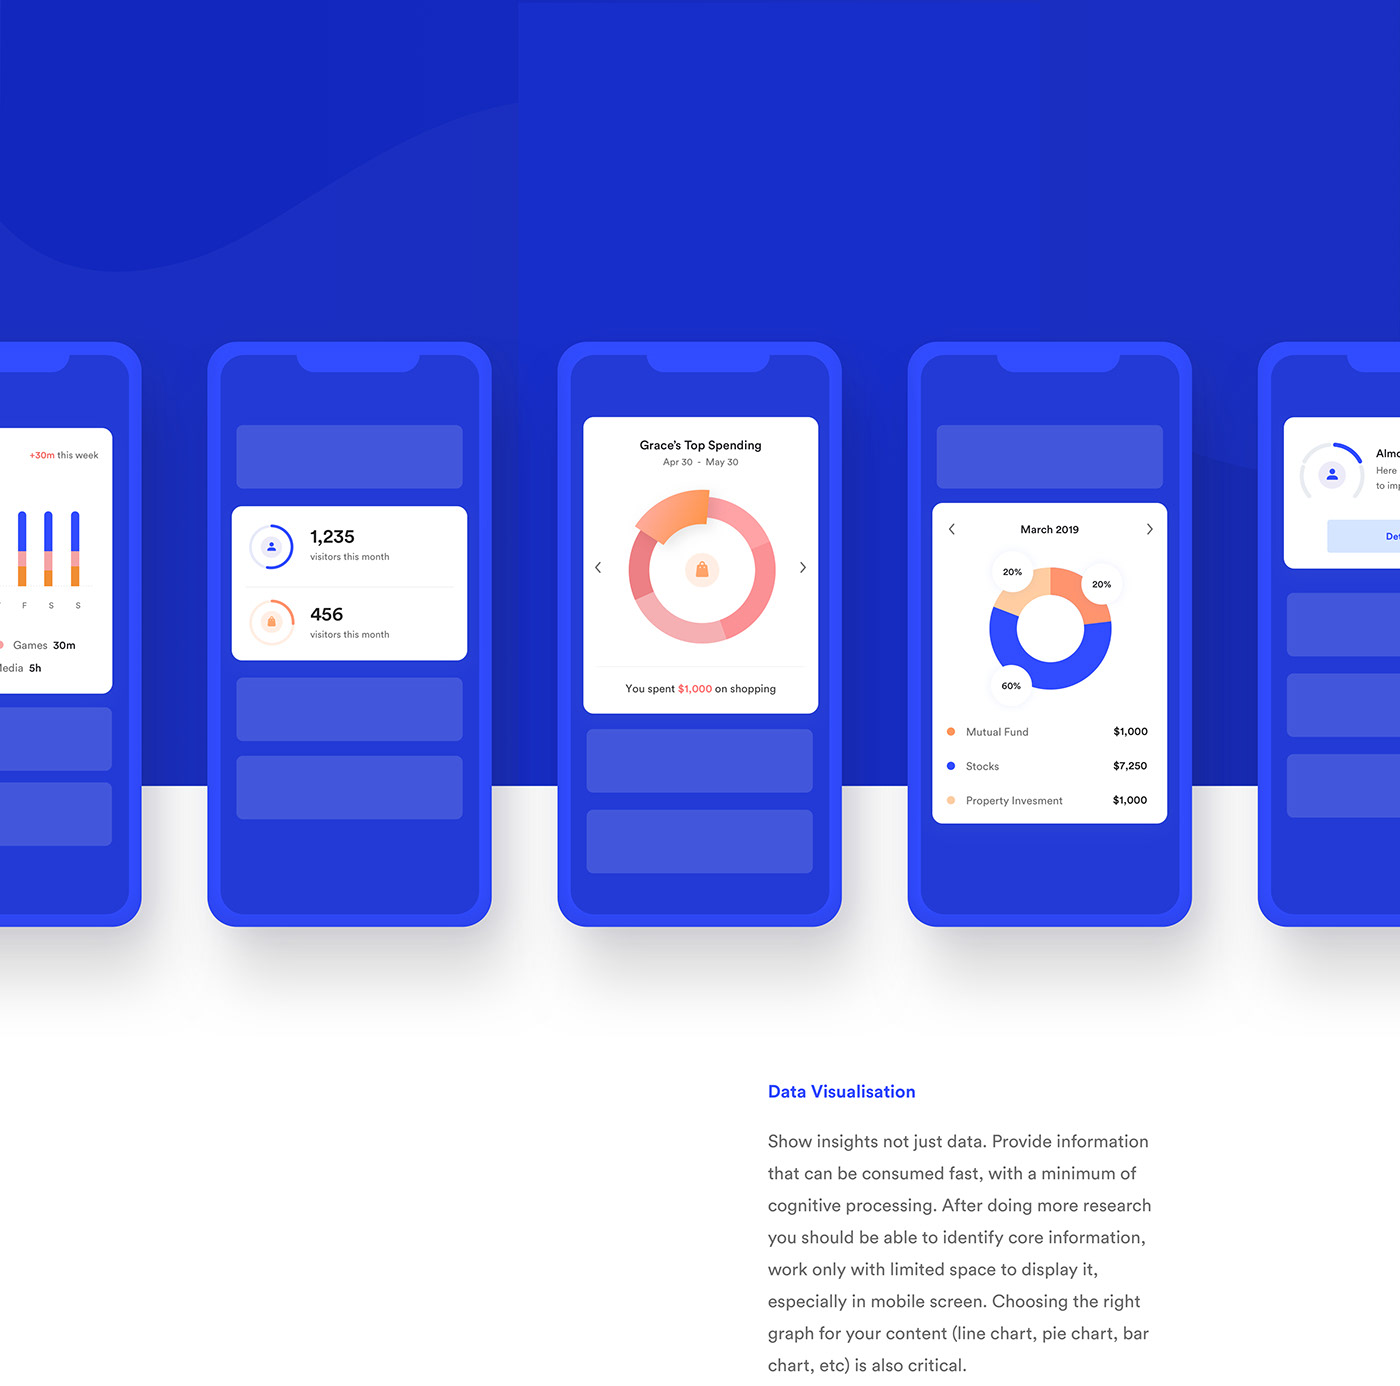 +30m this week
F S S
Games 30m
Media 5h
1,235
visitors this month
456
visitors this month
Grace's Top Spending
Apr 30 - May 30
You spent $1,000 on shopping
March 2019
20%
20%
60%
Mutual Fund $1,000
Stocks $7,250
Property Invesment $1,000
Here
to
Data Visualisation
Show insights not just data. Provide information
that can be consumed fast, with a minimum of
cognitive processing. After doing more research
you should be able to identify core information,
work only with limited space to display it,
especially in mobile screen. Choosing the right
graph for your content (line chart, pie chart, bar
chart, etc) is also critical.